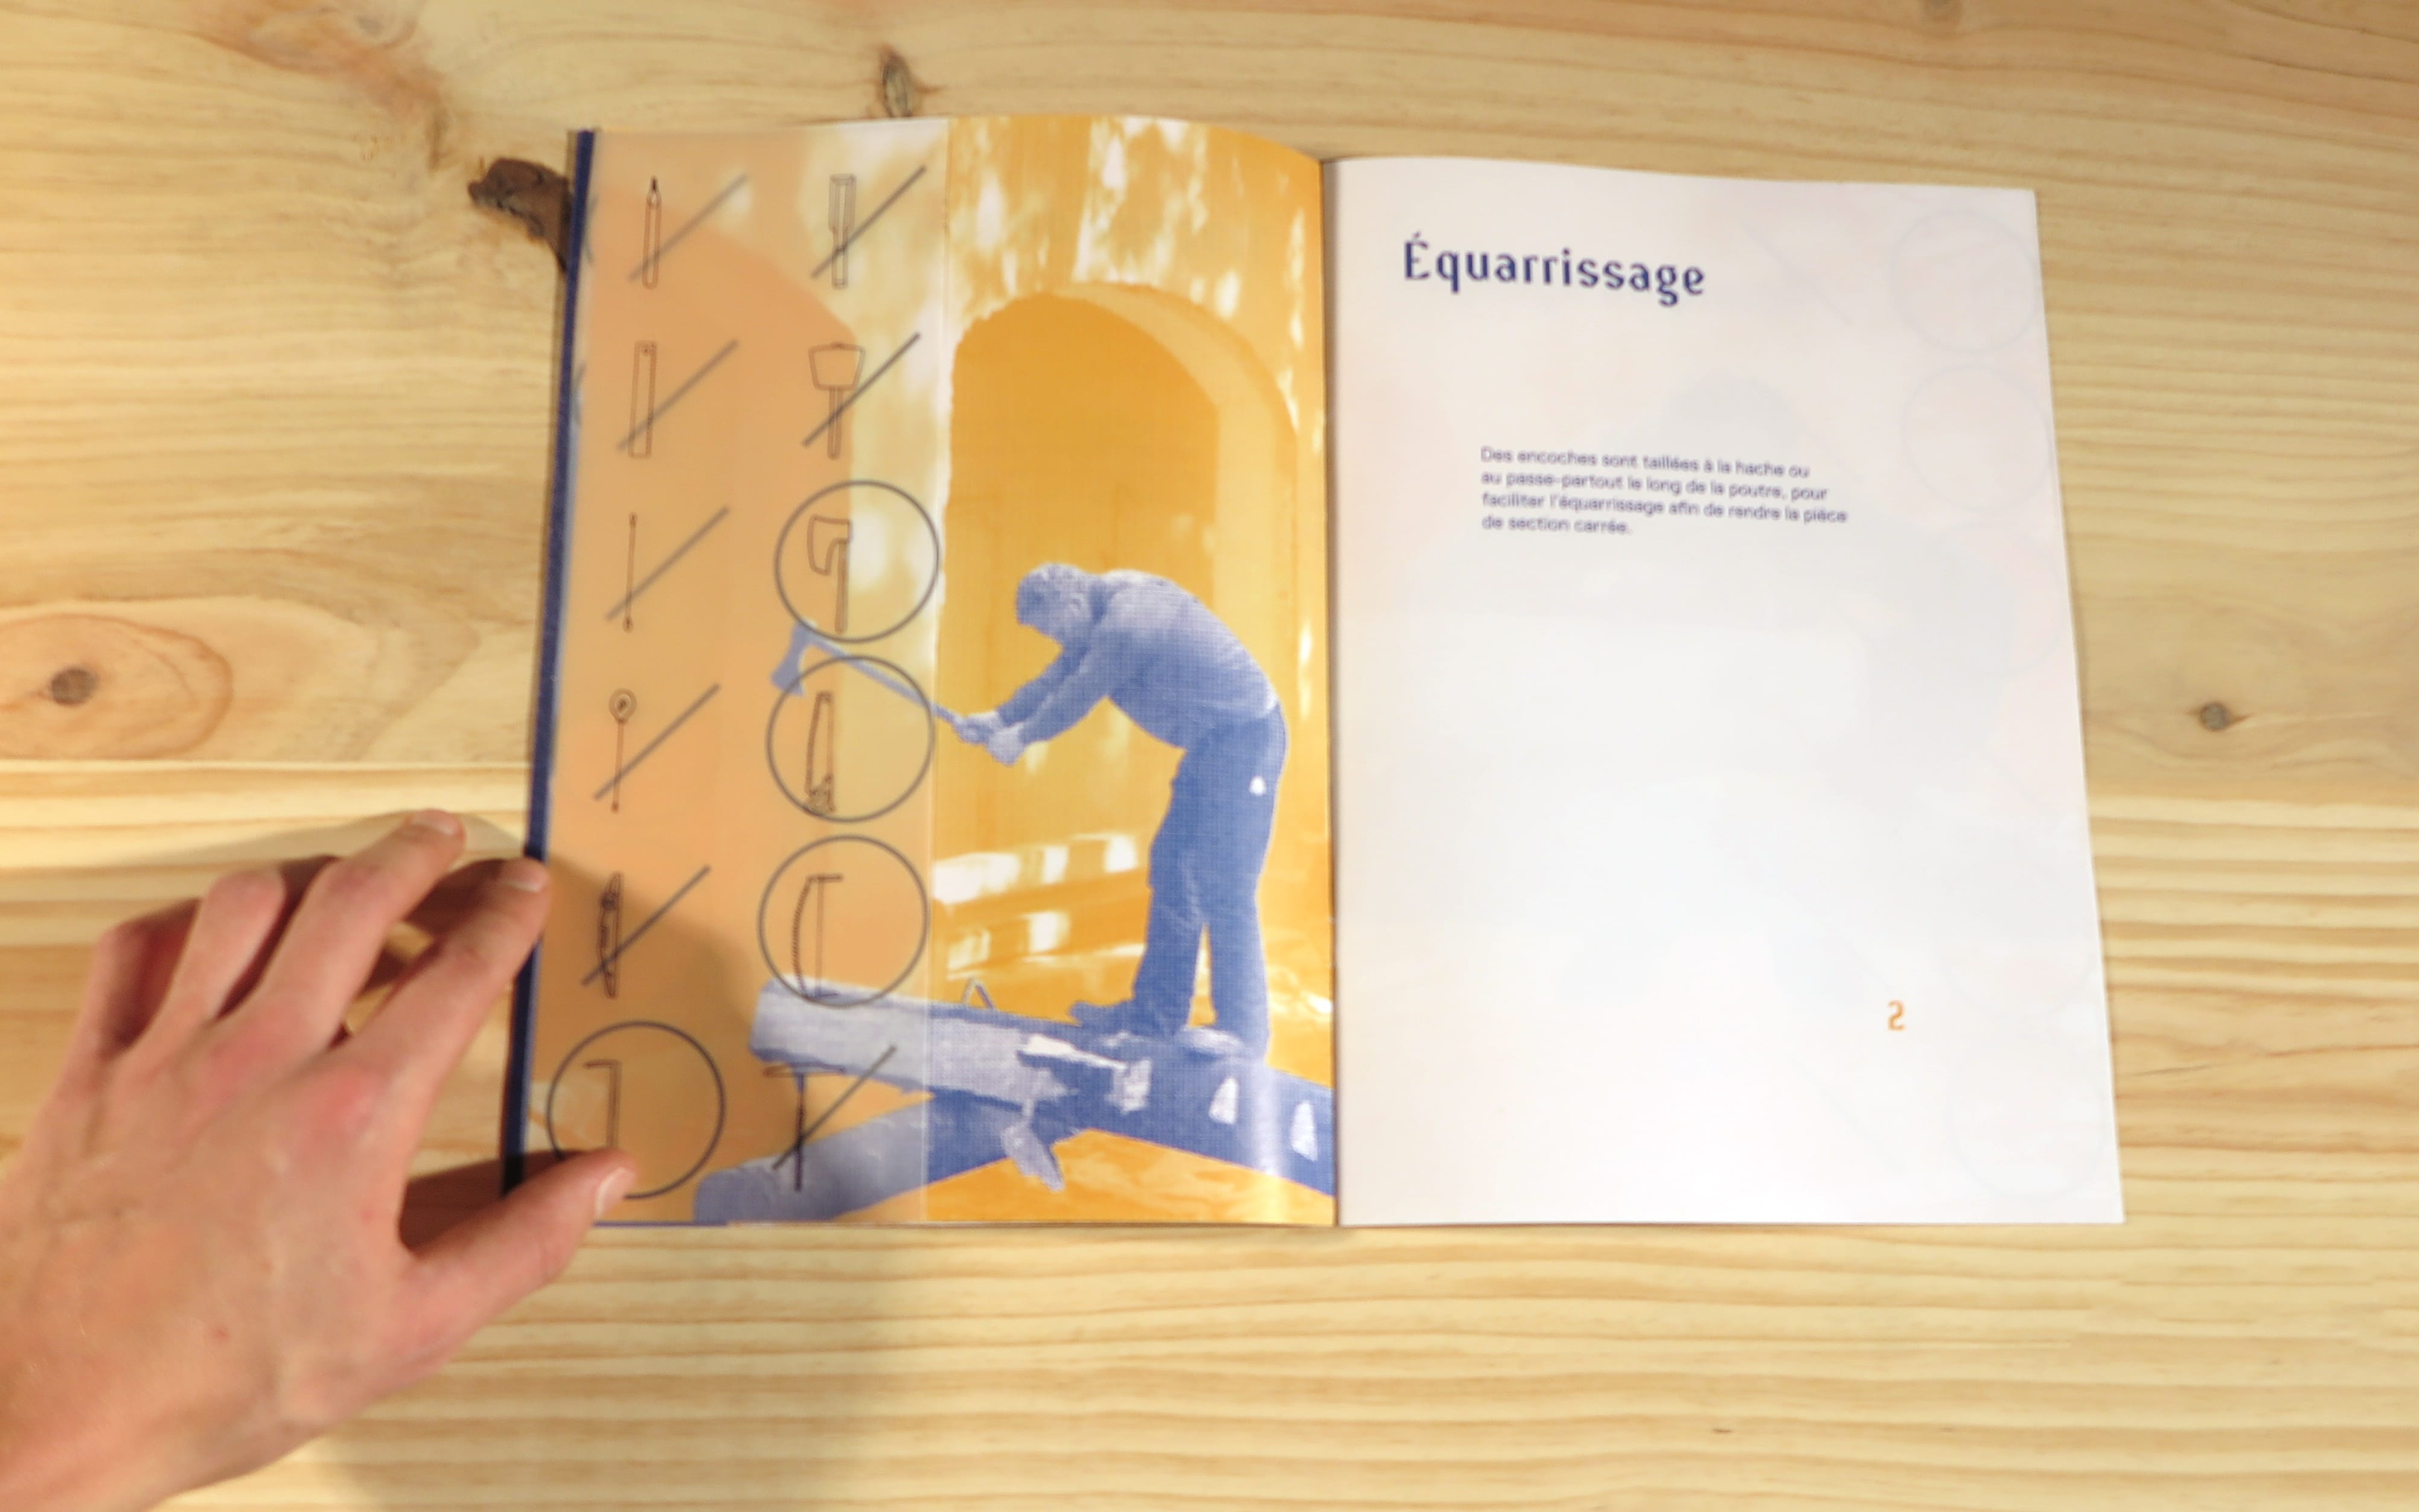 Équarrissage
Des encoches sont taillées à la hache ou
au passe-partout le long de la poutre, pour
faciliter l'équarrissage afin de rendre la pièce
de section carrée.
2